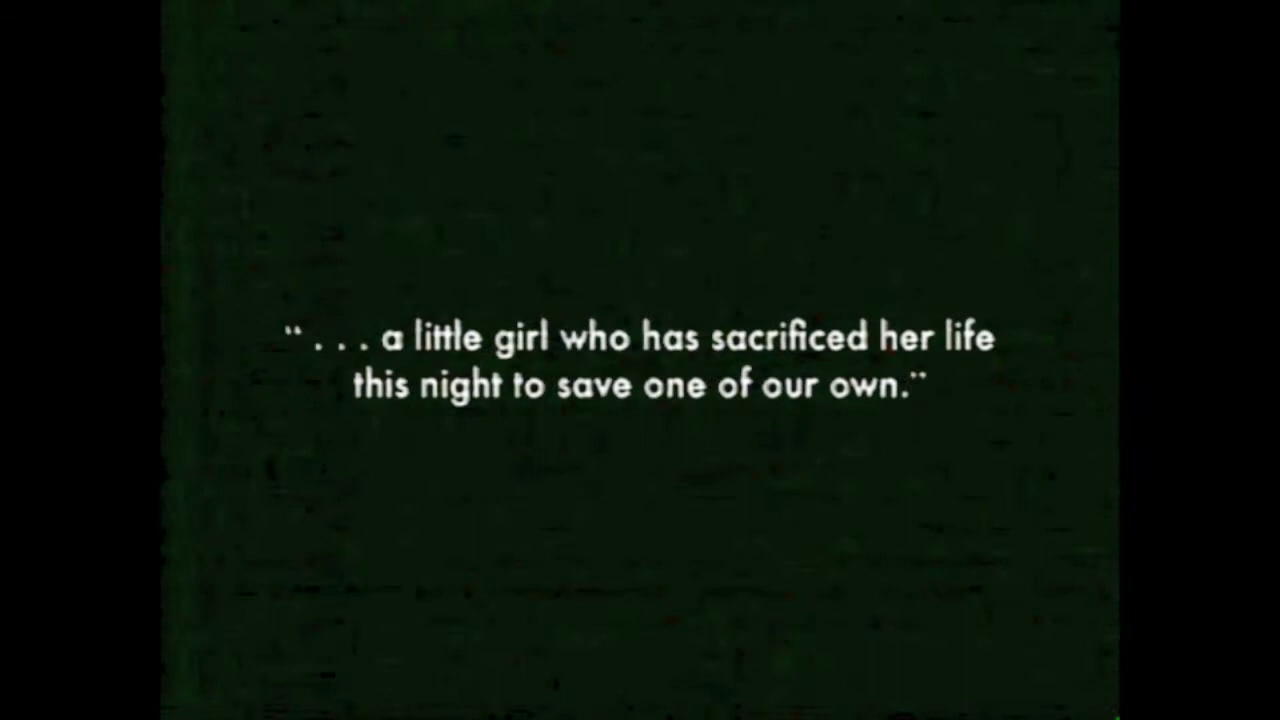 “ . . . a little girl who has sacrificed her life
this night to save one of our own.”